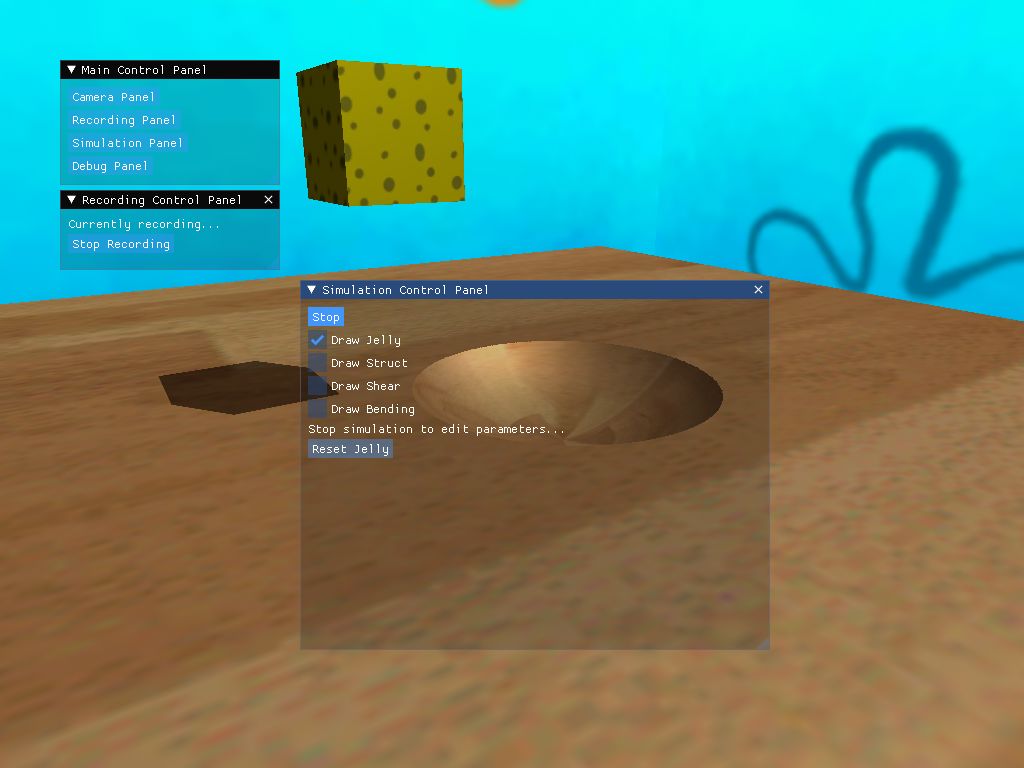 Main Control Panel
Camera Panel
Recording Panel
Simulation Panel
Debug Panel
Recording Control Panel
Currently recording...
Stop Recording
Simulation Control Panel
Stop
Draw Jelly
Draw Struct
Draw Shear
Draw Bending
Stop simulation to edit parameters...
Reset Jelly